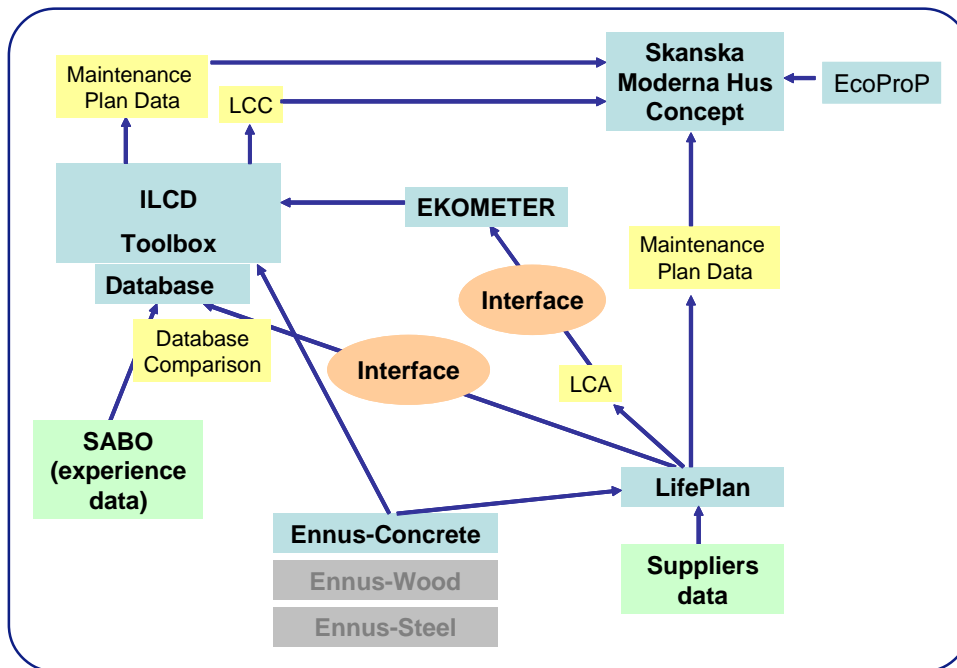 Maintenance
Plan Data
LCC
Skanska
Moderna Hus
Concept
EcoProP
ILCD
Toolbox
Database
EKOMETER
Maintenance
Plan Data
Interface
Database
Comparison
Interface
LCA
SABO
(experience
data)
LifePlan
Ennus-Concrete
Ennus-Wood
Ennus-Steel
Suppliers
data